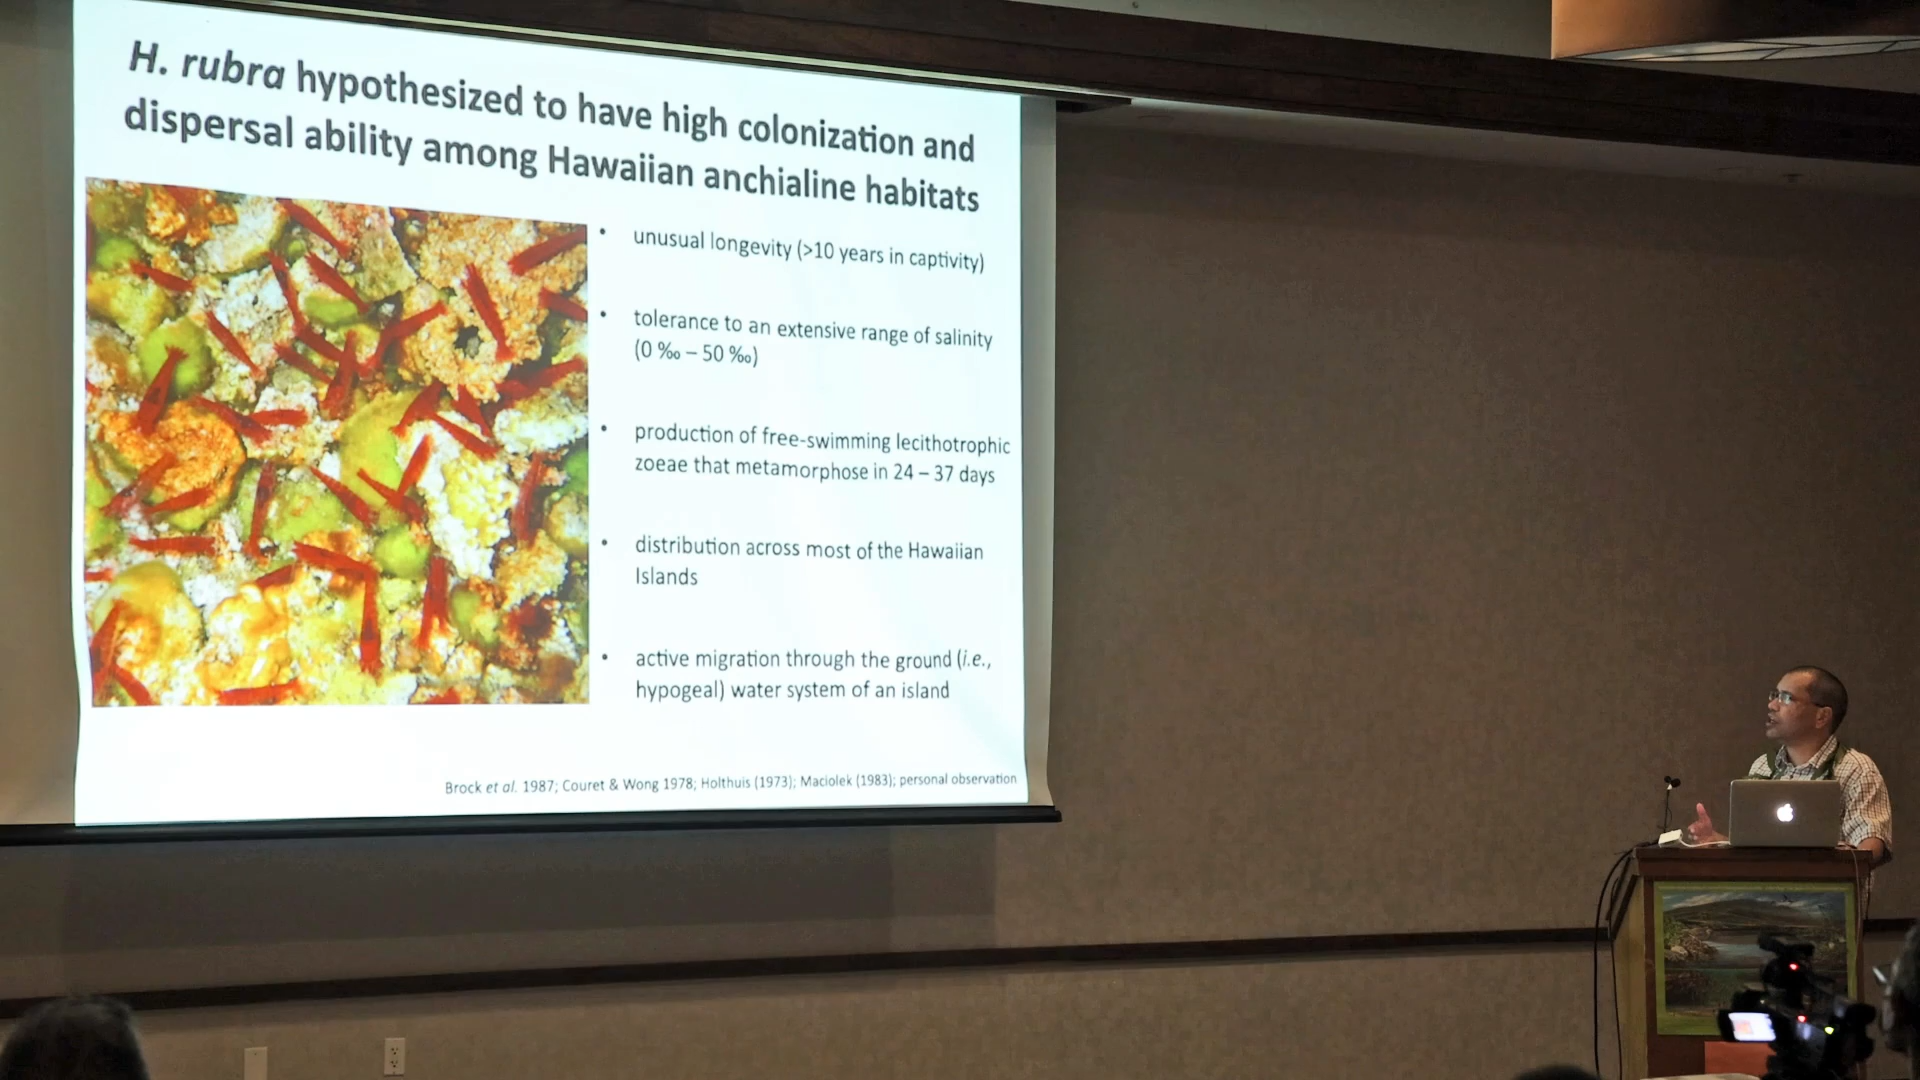 H. rubra hypothesized to have high colonization and
dispersal ability among Hawaiian anchialine habitats
• unusual longevity (>10 years in captivity)
• tolerance to an extensive range of salinity
(0 ‰ – 50 ‰)
• production of free-swimming lecithotrophic
zoeae that metamorphose in 24 – 37 days
• distribution across most of the Hawaiian
Islands
• active migration through the ground (i.e.,
hypogeal) water system of an island
Brock et al. 1987; Couret & Wong 1978; Holthuis (1973); Maciolek (1983); personal observation